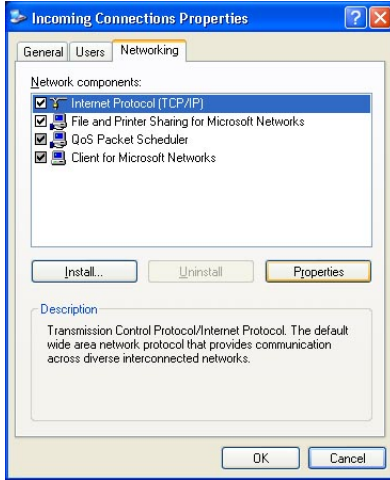 Incoming Connections Properties
General Users Networking
Network components:
Internet Protocol (TCP/IP)
File and Printer Sharing for Microsoft Networks
QoS Packet Scheduler
Client for Microsoft Networks
Install... Uninstall Properties
Description
Transmission Control Protocol/Internet Protocol. The default
wide area network protocol that provides communication
across diverse interconnected networks.
OK Cancel